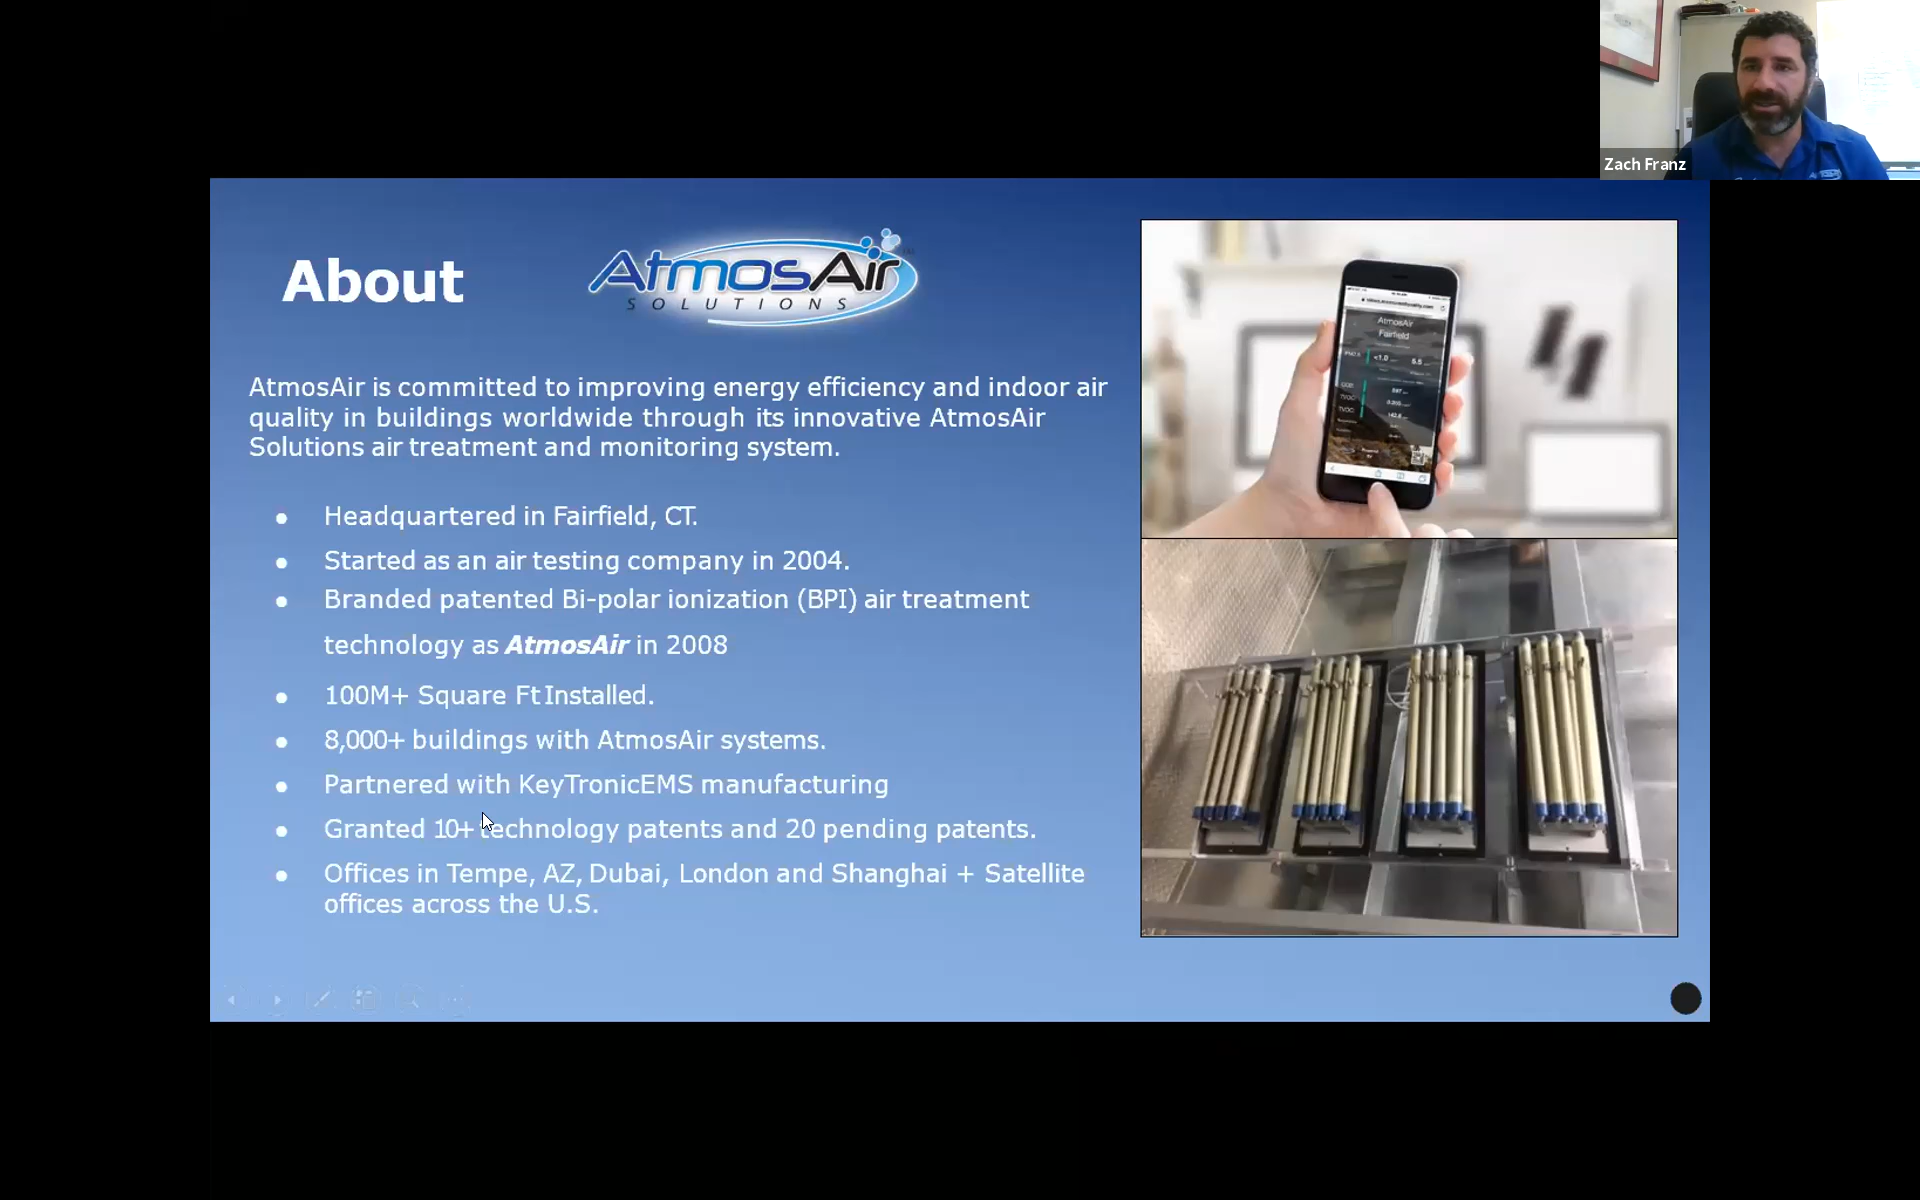 Zach Franz
About
AtmosAir
SOLUTIONS
AtmosAir is committed to improving energy efficiency and indoor air
quality in buildings worldwide through its innovative AtmosAir
Solutions air treatment and monitoring system.
● Headquartered in Fairfield, CT.
● Started as an air testing company in 2004.
● Branded patented Bi-polar ionization (BPI) air treatment
technology as AtmosAir in 2008
● 100M+ Square Ft Installed.
● 8,000+ buildings with AtmosAir systems.
● Partnered with KeyTronicEMS manufacturing
● Granted 10+ technology patents and 20 pending patents.
● Offices in Tempe, AZ, Dubai, London and Shanghai + Satellite
offices across the U.S.
AtmosAir
Fairfield